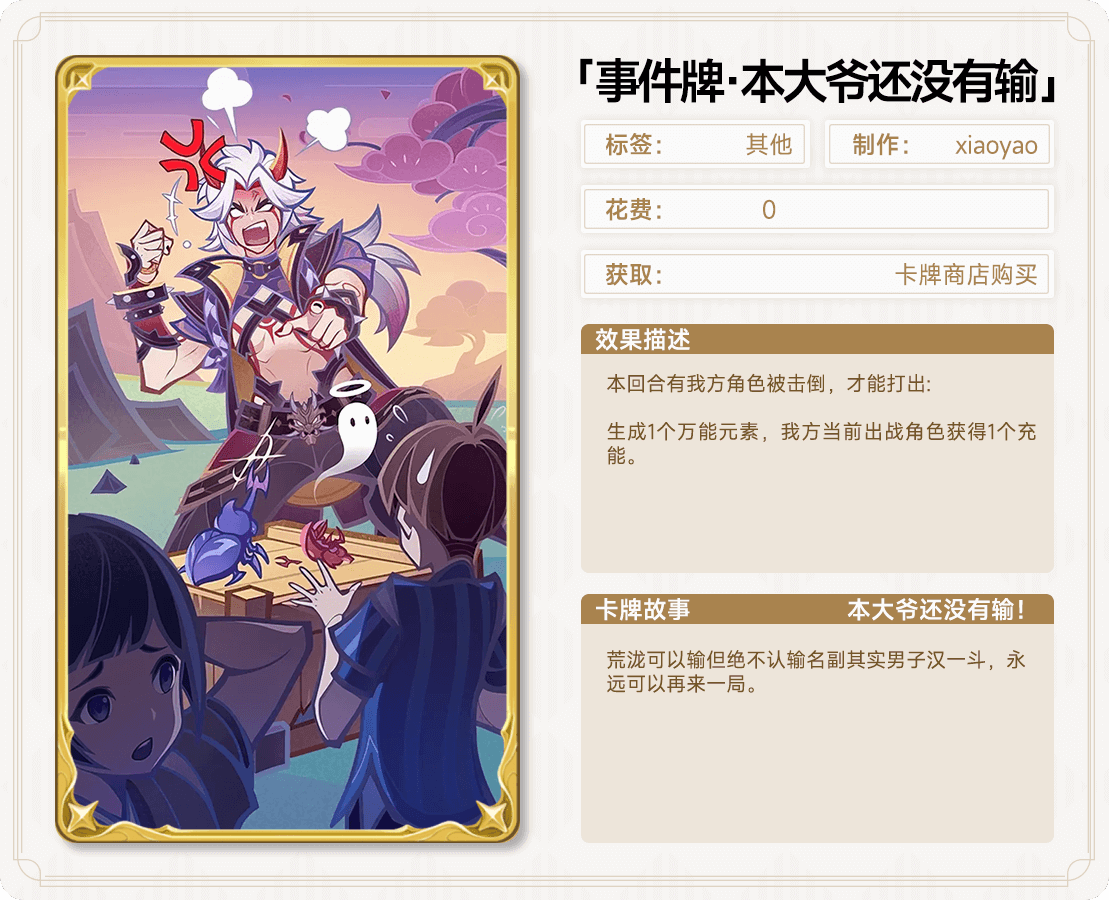 「事件牌·本大爷还没有输」
标签： 其他
制作： xiaoyao
花费： 0
获取： 卡牌商店购买
效果描述
本回合有我方角色被击倒，才能打出:
生成1个万能元素，我方当前出战角色获得1个充
能。
卡牌故事 本大爷还没有输！
荒泷可以输但绝不认输名副其实男子汉一斗，永
远可以再来一局。